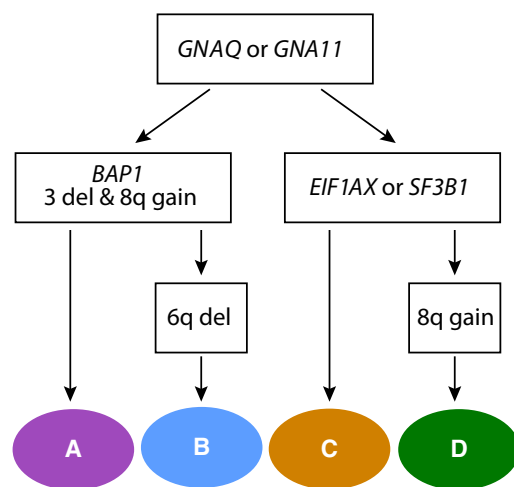 GNAQ or GNA11
BAP1
3 del & 8q gain
EIF1AX or SF3B1
6q del
8q gain
A
B
C
D